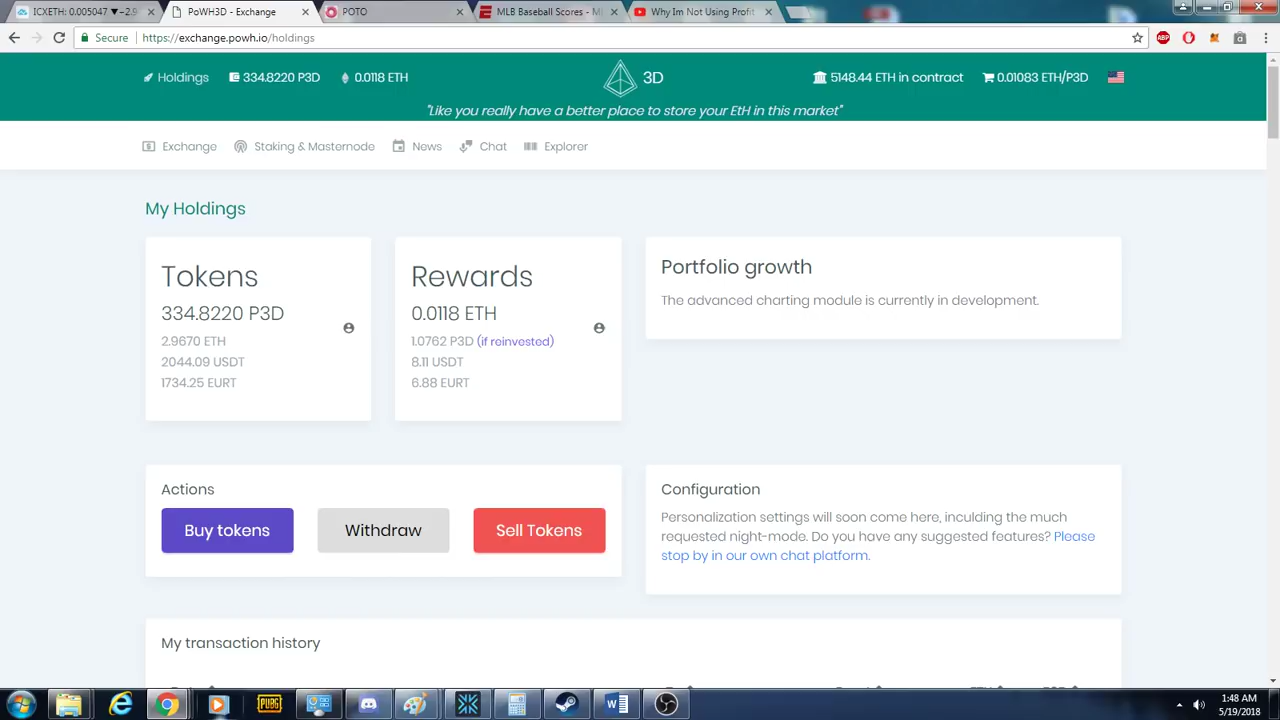 ICXETH: 0.005047 ▼-2.9
PoWH3D - Exchange
POTO
MLB Baseball Scores - ML
Why Im Not Using Profit
Secure
https://exchange.powh.io/holdings
ABP
Holdings
334.8220 P3D
0.0118 ETH
3D
5148.44 ETH in contract
0.01083 ETH/P3D
"Like you really have a better place to store your EtH in this market"
Exchange
Staking & Masternode
News
Chat
Explorer
My Holdings
Tokens
334.8220 P3D
2.9670 ETH
2044.09 USDT
1734.25 EURT
Rewards
0.0118 ETH
1.0762 P3D (if reinvested)
8.11 USDT
6.88 EURT
Portfolio growth
The advanced charting module is currently in development.
Actions
Buy tokens
Withdraw
Sell Tokens
Configuration
Personalization settings will soon come here, inculding the much
requested night-mode. Do you have any suggested features? Please
stop by in our own chat platform.
My transaction history
PUBG
1:48 AM
5/19/2018